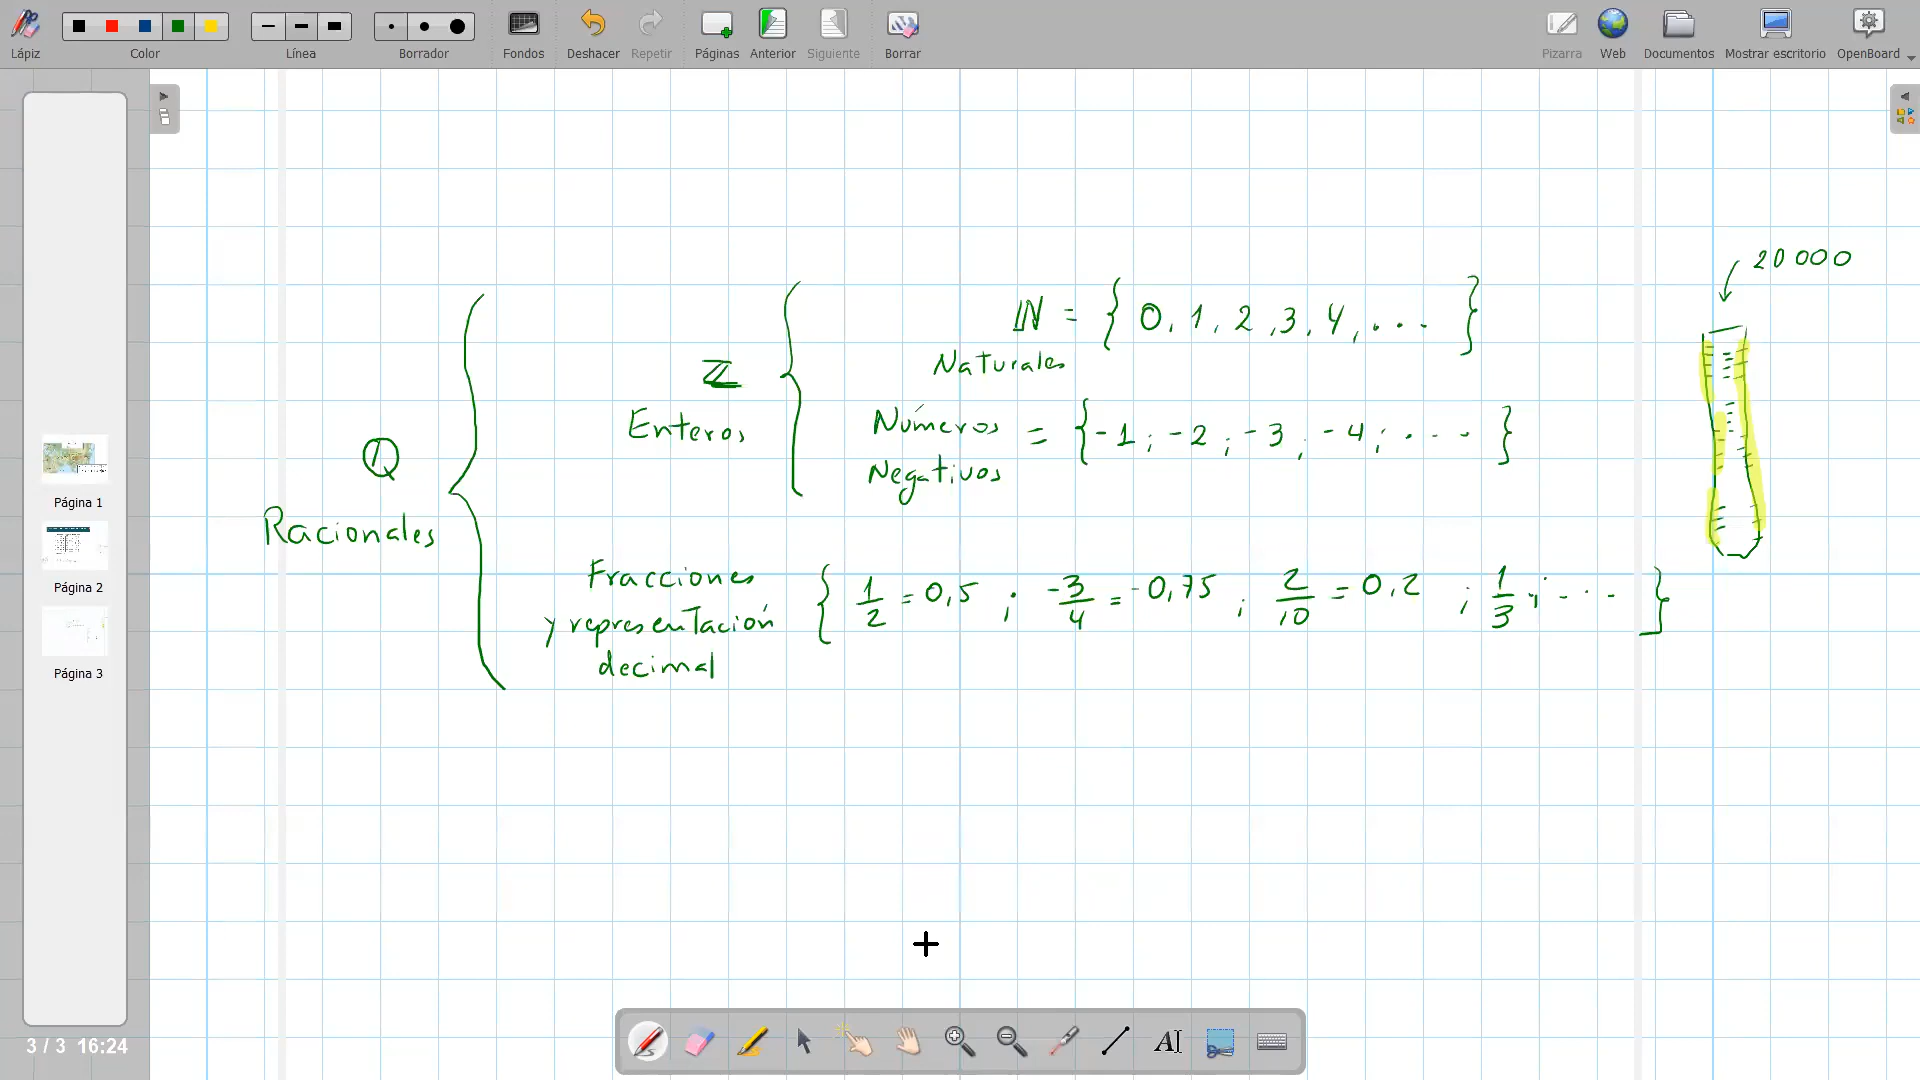 Lápiz
Color
Línea
Borrador
Fondos
Deshacer
Repetir
Páginas
Anterior
Siguiente
Borrar
Pizarra
Web
Documentos
Mostrar escritorio
OpenBoard
Página 1
Página 2
Página 3
3 / 3 16:24
20 000
ℕ = { 0, 1, 2, 3, 4, ... }
Naturales
ℤ
Enteros
Números
Negativos
= { -1 ; -2 ; -3 ; -4 ; ... }
ℚ
Racionales
Fracciones
y representación
decimal
{ 1/2 = 0,5 ; -3/4 = -0,75 ; 2/10 = 0,2 ; 1/3 ; ... }
AI